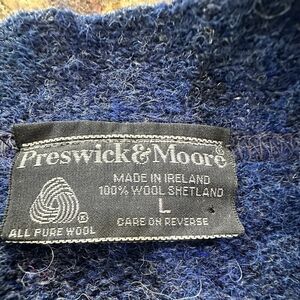 Preswick & Moore
MADE IN IRELAND
100% WOOL SHETLAND
L
CARE ON REVERSE
®
ALL PURE WOOL